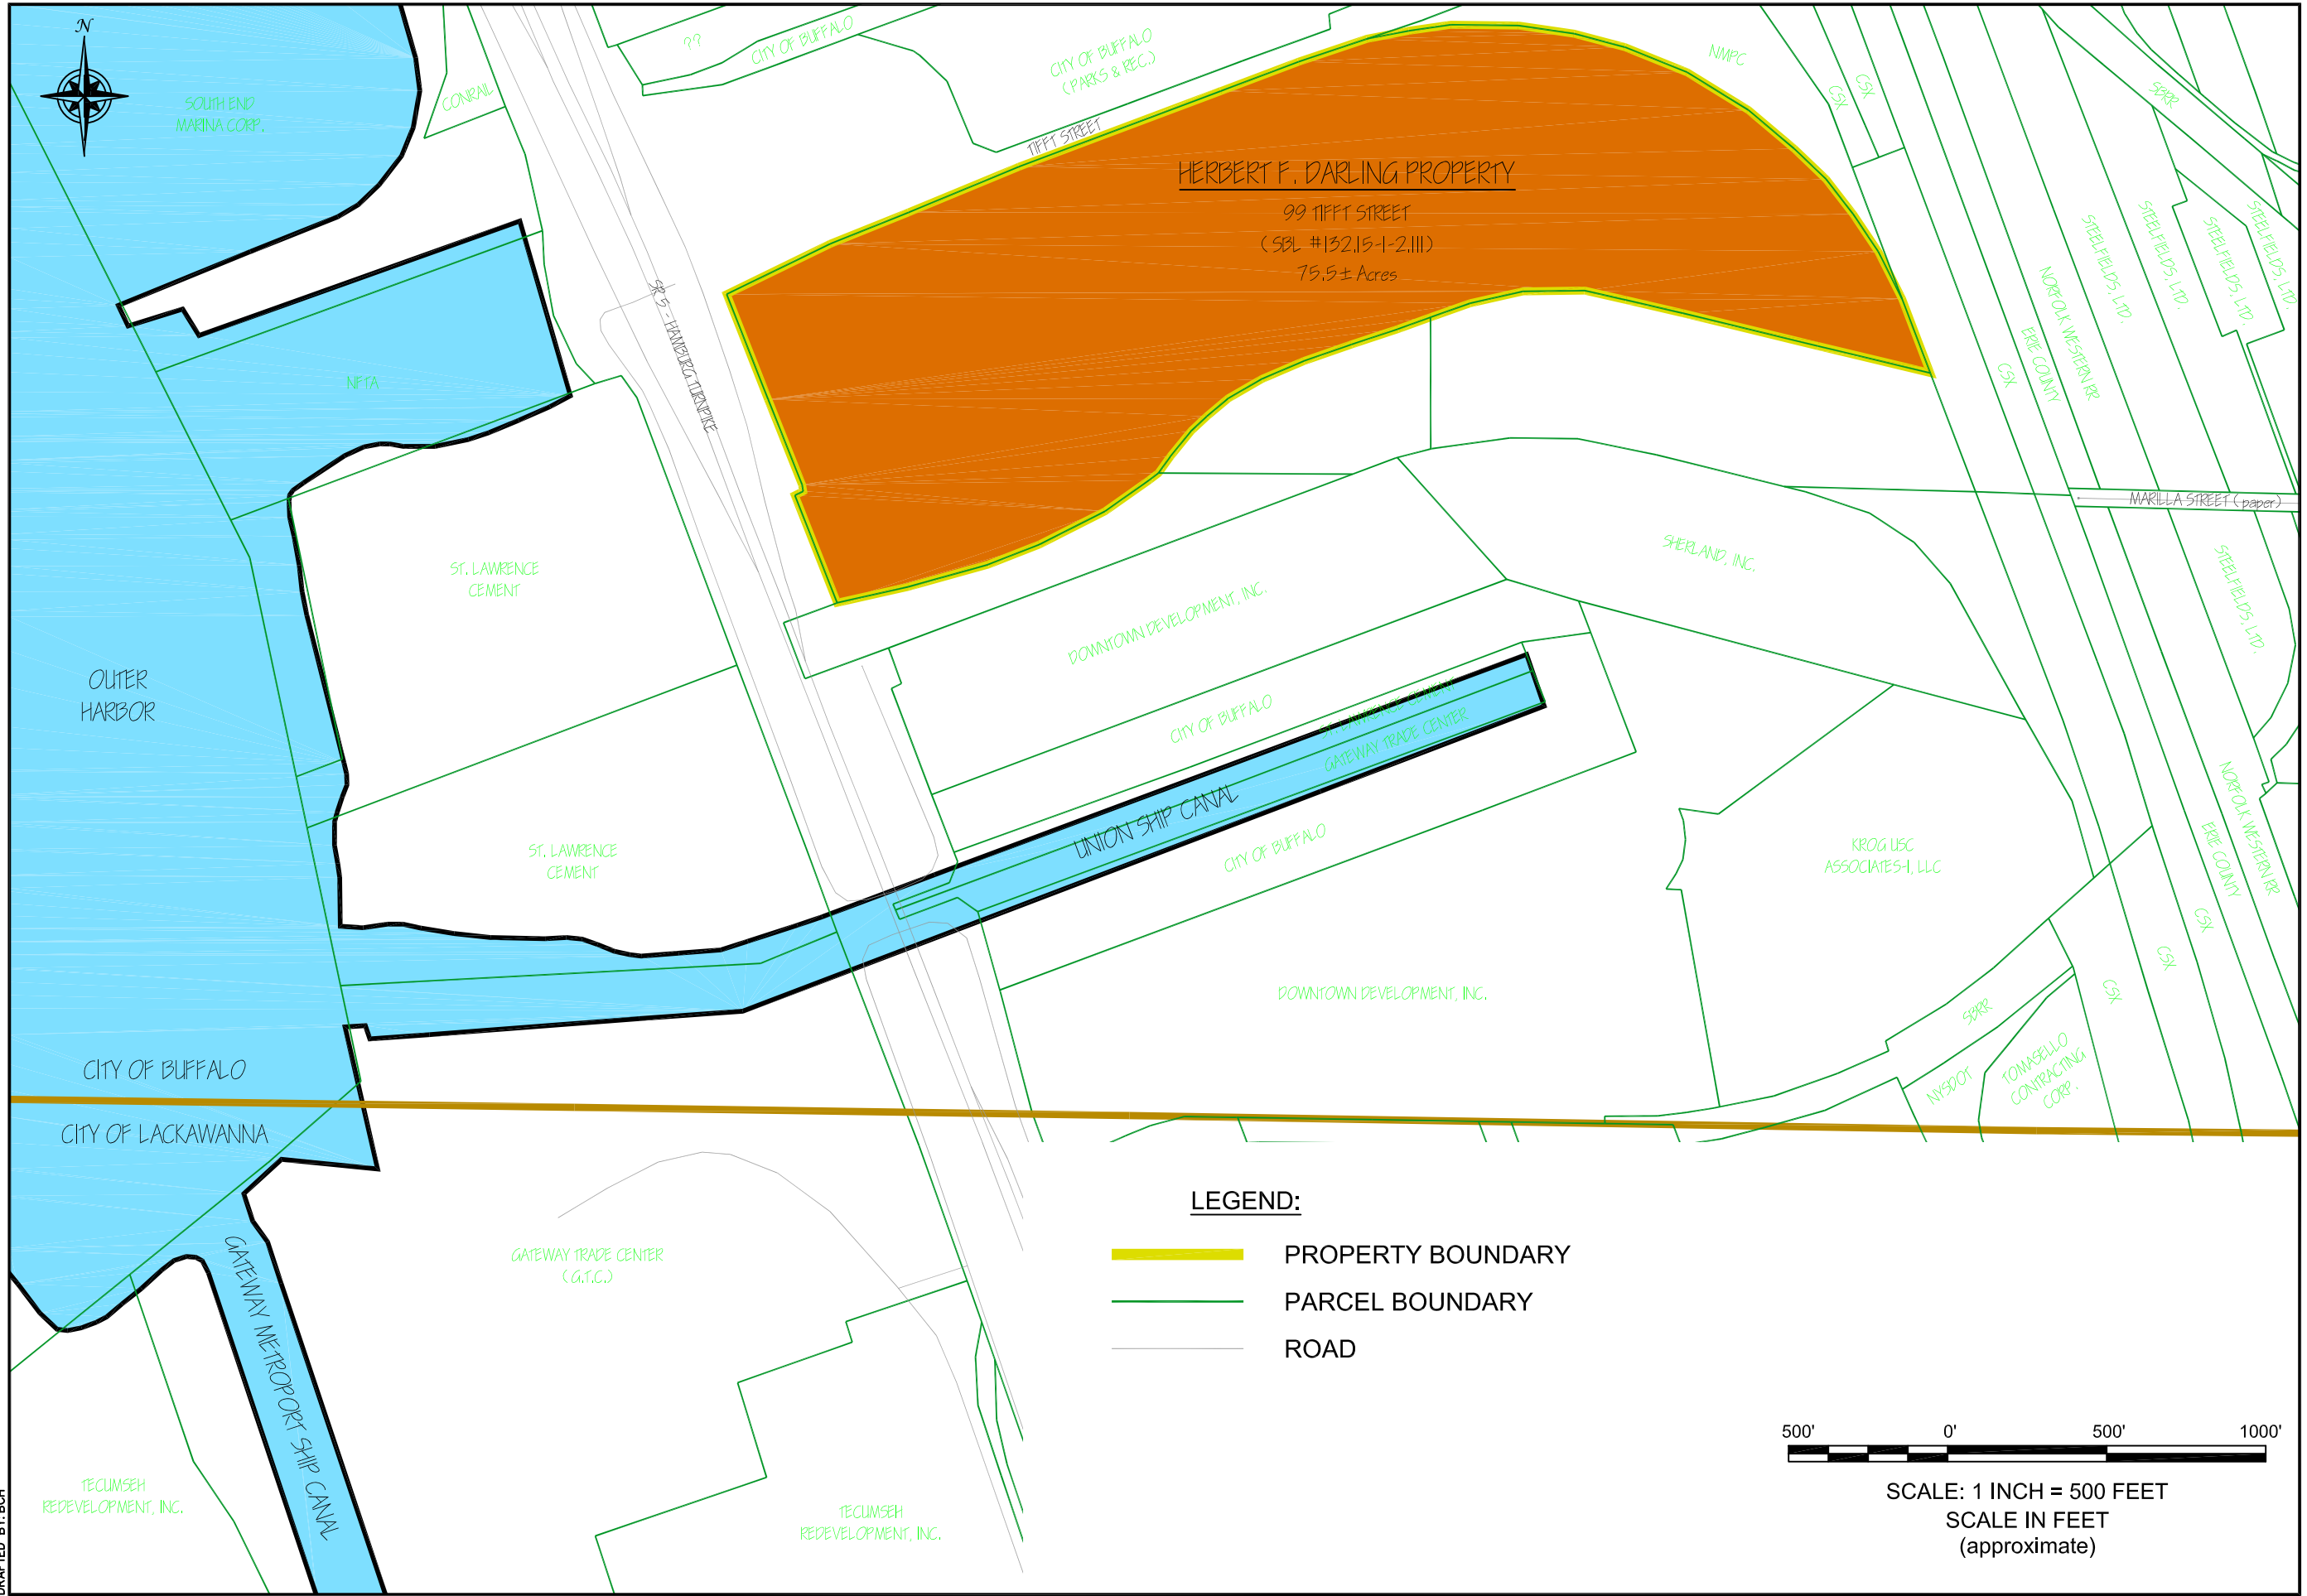 N
SOUTH END
MARINA CORP.
CONRAIL
??
CITY OF BUFFALO
CITY OF BUFFALO
(PARKS & REC.)
TIFFT STREET
NMPC
CSX
CSX
SBRR
HERBERT F. DARLING PROPERTY
99 TIFFT STREET
(SBL #132.15-1-2.111)
75.5± Acres
STEELFIELDS, LTD.
STEELFIELDS, LTD.
STEELFIELDS, LTD.
STEELFIELDS, LTD.
NORFOLK WESTERN RR
ERIE COUNTY
CSX
SR 5 - HAMBURG TURNPIKE
NFTA
MARILLA STREET (paper)
ST. LAWRENCE
CEMENT
SHERLAND, INC.
STEELFIELDS, LTD.
DOWNTOWN DEVELOPMENT, INC.
OUTER
HARBOR
CITY OF BUFFALO
ST. LAWRENCE CEMENT
GATEWAY TRADE CENTER
UNION SHIP CANAL
CITY OF BUFFALO
ST. LAWRENCE
CEMENT
KROG USC
ASSOCIATES-II, LLC
NORFOLK WESTERN RR
ERIE COUNTY
CSX
CSX
CSX
DOWNTOWN DEVELOPMENT, INC.
SBRR
NYSDOT
TOMASELLO
CONTRACTING
CORP.
CITY OF BUFFALO
CITY OF LACKAWANNA
GATEWAY TRADE CENTER
(G.T.C.)
GATEWAY METROPORT SHIP CANAL
TECUMSEH
REDEVELOPMENT, INC.
TECUMSEH
REDEVELOPMENT, INC.
LEGEND:
PROPERTY BOUNDARY
PARCEL BOUNDARY
ROAD
500' 0' 500' 1000'
SCALE: 1 INCH = 500 FEET
SCALE IN FEET
(approximate)
DRAFTED BY: BCH